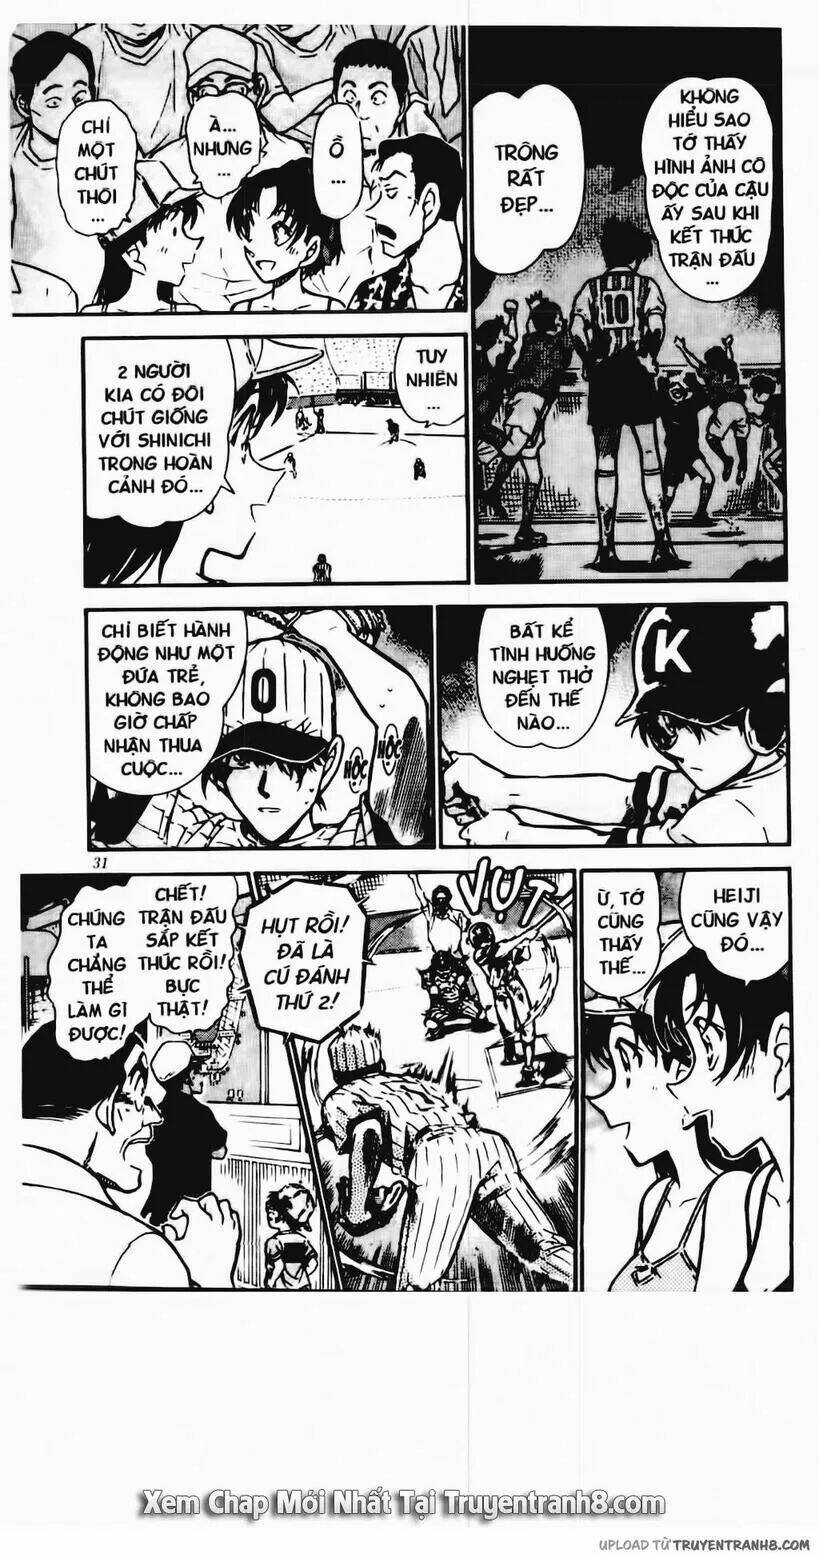 KHÔNG
HIỂU SAO
TỚ THẤY
HÌNH ẢNH CÔ
ĐỘC CỦA CẬU
ẤY SAU KHI
KẾT THÚC
TRẬN ĐẤU
...
TRÔNG
RẤT
ĐẸP...
10
Ồ
...
À...
NHƯNG
...
CHỈ
MỘT
CHÚT
THÔI
...
TUY
NHIÊN
...
2 NGƯỜI
KIA CÓ ĐÔI
CHÚT GIỐNG
VỚI SHINICHI
TRONG HOÀN
CẢNH ĐÓ...
K
BẤT KỂ
TÌNH HUỐNG
NGHẸT THỞ
ĐẾN THẾ
NÀO...
CHỈ BIẾT HÀNH
ĐỘNG NHƯ MỘT
ĐỨA TRẺ,
KHÔNG BAO
GIỜ CHẤP
NHẬN THUA
CUỘC...
O
HỘC
HỘC
31
HEIJI
CŨNG VẬY
ĐÓ...
Ừ, TỚ
CŨNG
THẤY
THẾ...
VỤT
HỤT RỒI!
ĐÃ LÀ
CÚ ĐÁNH
THỨ 2!
CHẾT!
TRẬN ĐẤU
SẮP KẾT
THÚC RỒI!
BỰC
THẬT!
CHÚNG
TA
CHẲNG
THỂ
LÀM GÌ
ĐƯỢC!
Xem Chap Mới Nhất Tại Truyentranh8.com
UPLOAD TỪ TRUYENTRANH8.COM